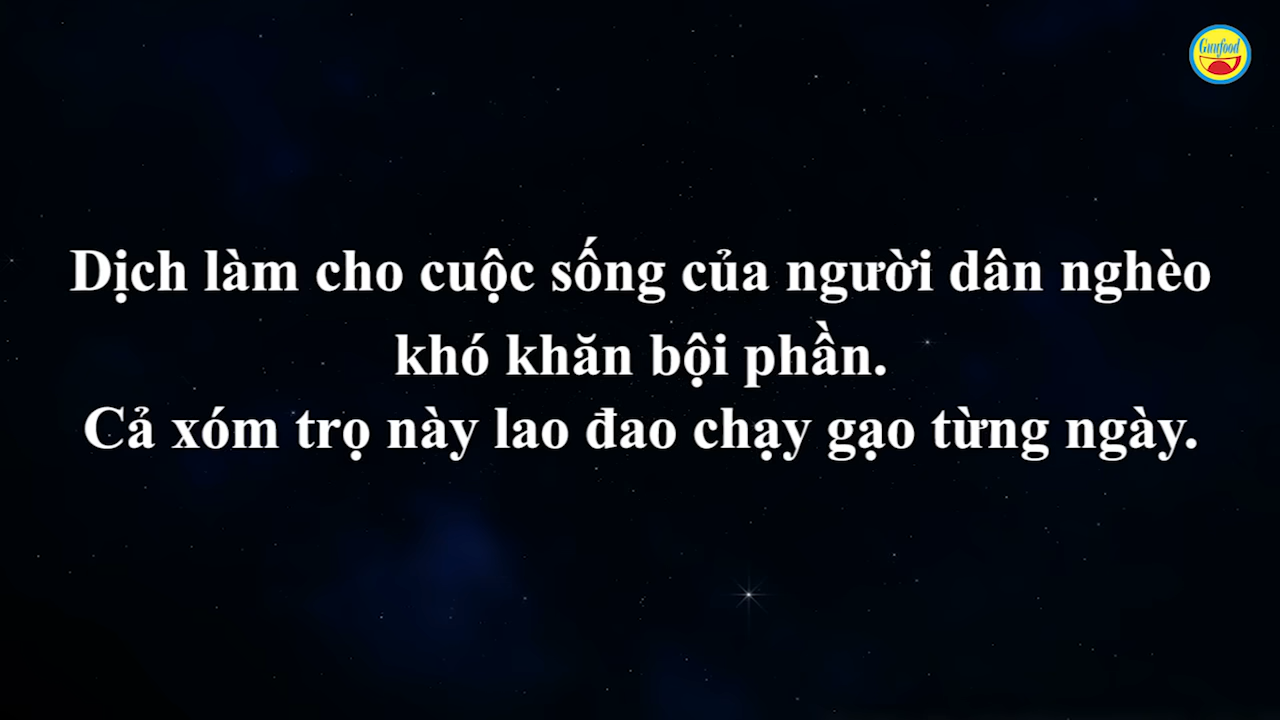 Gunfood
Dịch làm cho cuộc sống của người dân nghèo
khó khăn bội phần.
Cả xóm trọ này lao đao chạy gạo từng ngày.